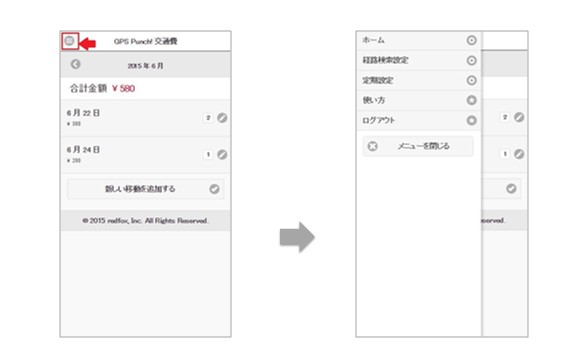 GPS Punch! 交通費
2015 年 6 月
合計金額 ¥ 580
6 月 22 日
2
6 月 24 日
1
新しい移動を追加する
© 2015 redfox, Inc. All Rights Reserved.
ホーム
経路検索設定
定期設定
使い方
ログアウト
メニューを閉じる
2
1
served.